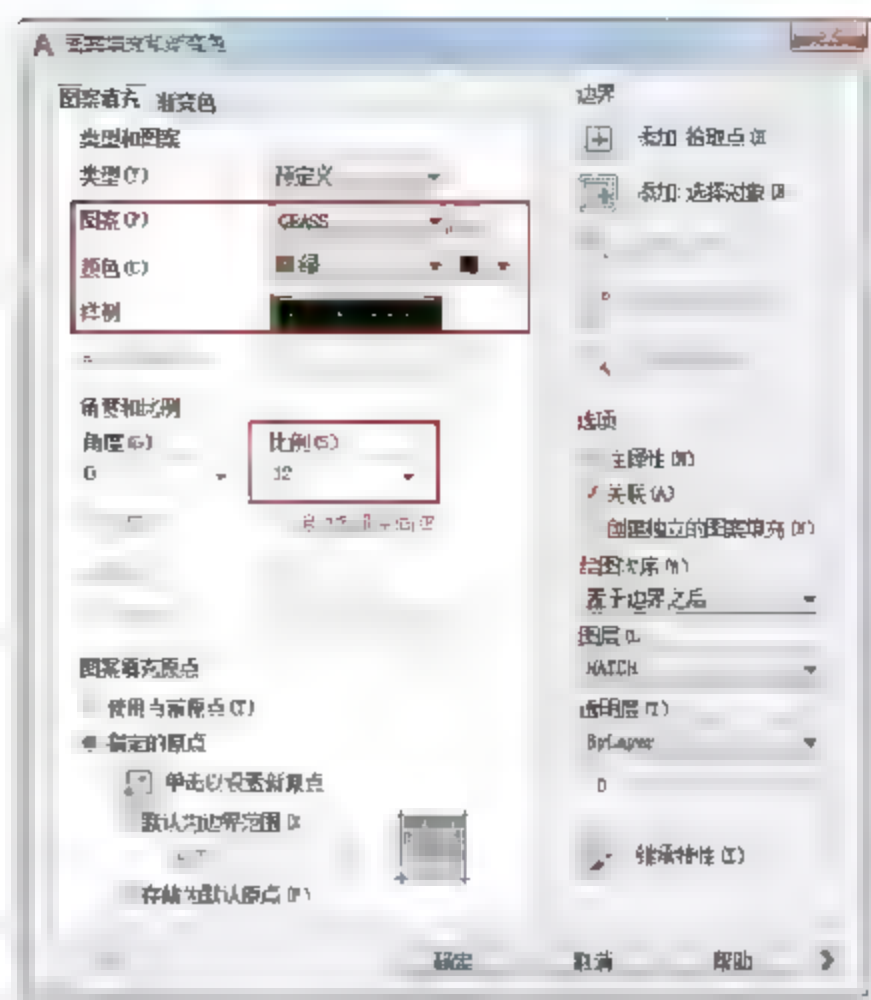 图案填充和渐变色
图案填充 渐变色
类型和图案
类型(Y) 预定义
图案(P) GRASS
颜色(C) 绿
样例
角度和比例
角度(G) 比例(S)
0 12
图案填充原点
使用当前原点(T)
指定的原点
单击以设置新原点
默认为边界范围(X)
存储为默认原点(F)
边界
添加:拾取点(K)
添加:选择对象(B)
选项
注释性(N)
关联(A)
创建独立的图案填充(H)
绘图次序(W)
置于边界之后
图层(L)
HATCH
透明度(T)
ByLayer
0
继承特性(I)
确定 取消 帮助